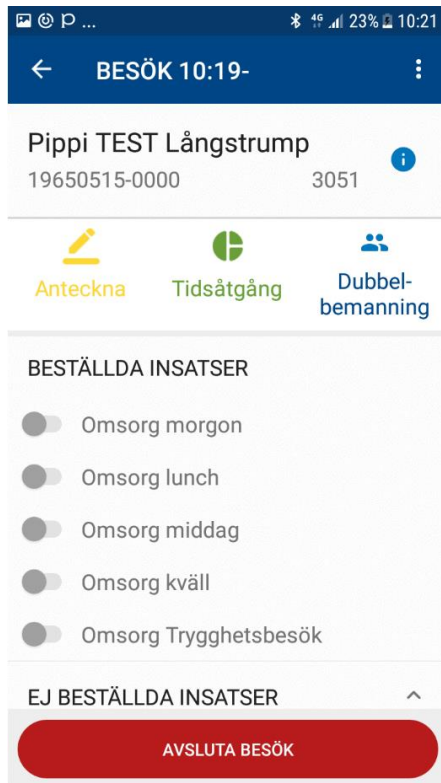 ... 4G 23% 10:21
BESÖK 10:19-
Pippi TEST Långstrump
19650515-0000 3051
Anteckna Tidsåtgång Dubbel-
bemanning
BESTÄLLDA INSATSER
Omsorg morgon
Omsorg lunch
Omsorg middag
Omsorg kväll
Omsorg Trygghetsbesök
EJ BESTÄLLDA INSATSER
AVSLUTA BESÖK